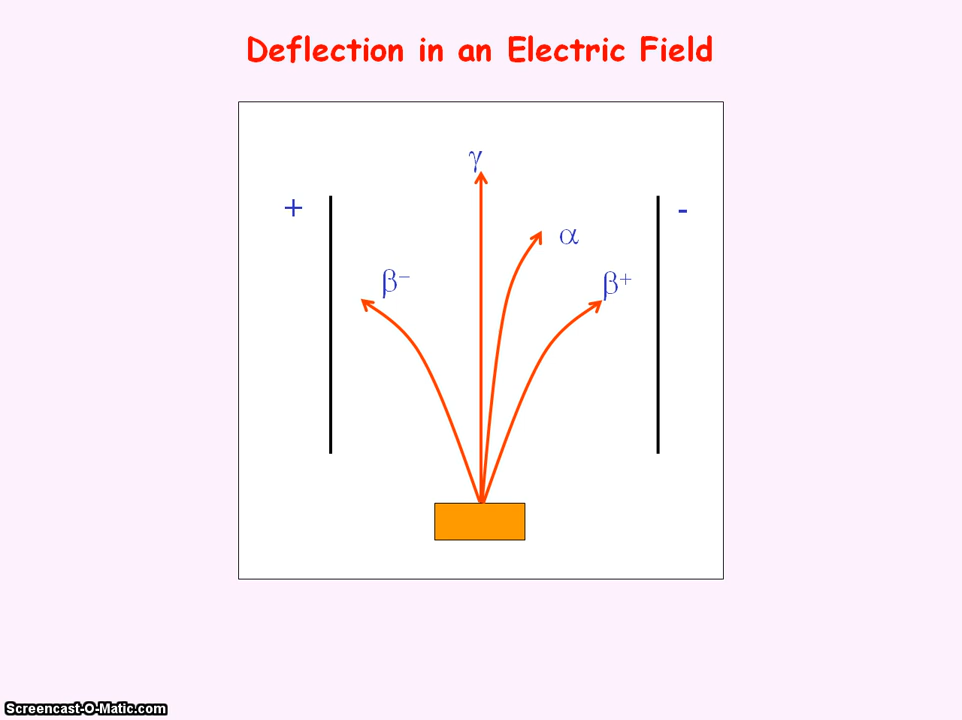 Deflection in an Electric Field
γ
+
-
α
β⁻
β⁺
Screencast-O-Matic.com